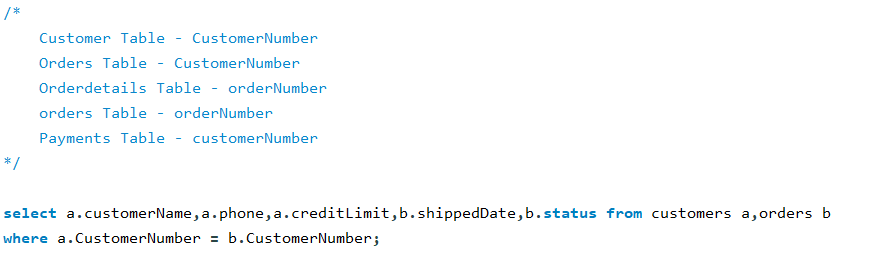 /*
Customer Table - CustomerNumber
Orders Table - CustomerNumber
Orderdetails Table - orderNumber
orders Table - orderNumber
Payments Table - customerNumber
*/
select a.customerName,a.phone,a.creditLimit,b.shippedDate,b.status from customers a,orders b
where a.CustomerNumber = b.CustomerNumber;